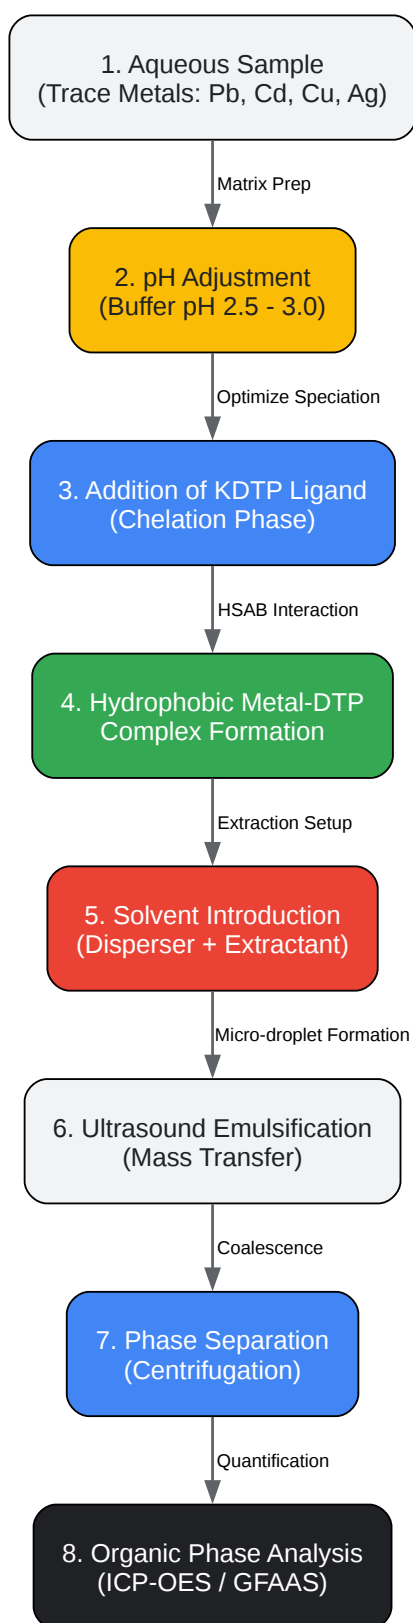 1. Aqueous Sample
(Trace Metals: Pb, Cd, Cu, Ag)
Matrix Prep
2. pH Adjustment
(Buffer pH 2.5 - 3.0)
Optimize Speciation
3. Addition of KDTP Ligand
(Chelation Phase)
HSAB Interaction
4. Hydrophobic Metal-DTP
Complex Formation
Extraction Setup
5. Solvent Introduction
(Disperser + Extractant)
Micro-droplet Formation
6. Ultrasound Emulsification
(Mass Transfer)
Coalescence
7. Phase Separation
(Centrifugation)
Quantification
8. Organic Phase Analysis
(ICP-OES / GFAAS)